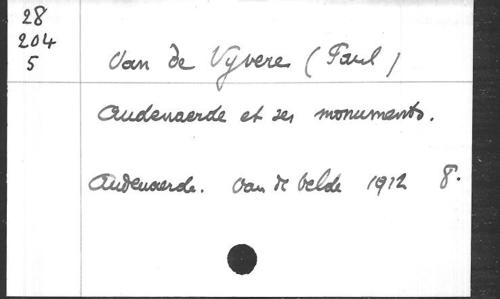 28
204
5
Van de Vyvere (Paul)
Audenaerde et ses monuments.
Audenaerde. Van de Velde 1912 8.